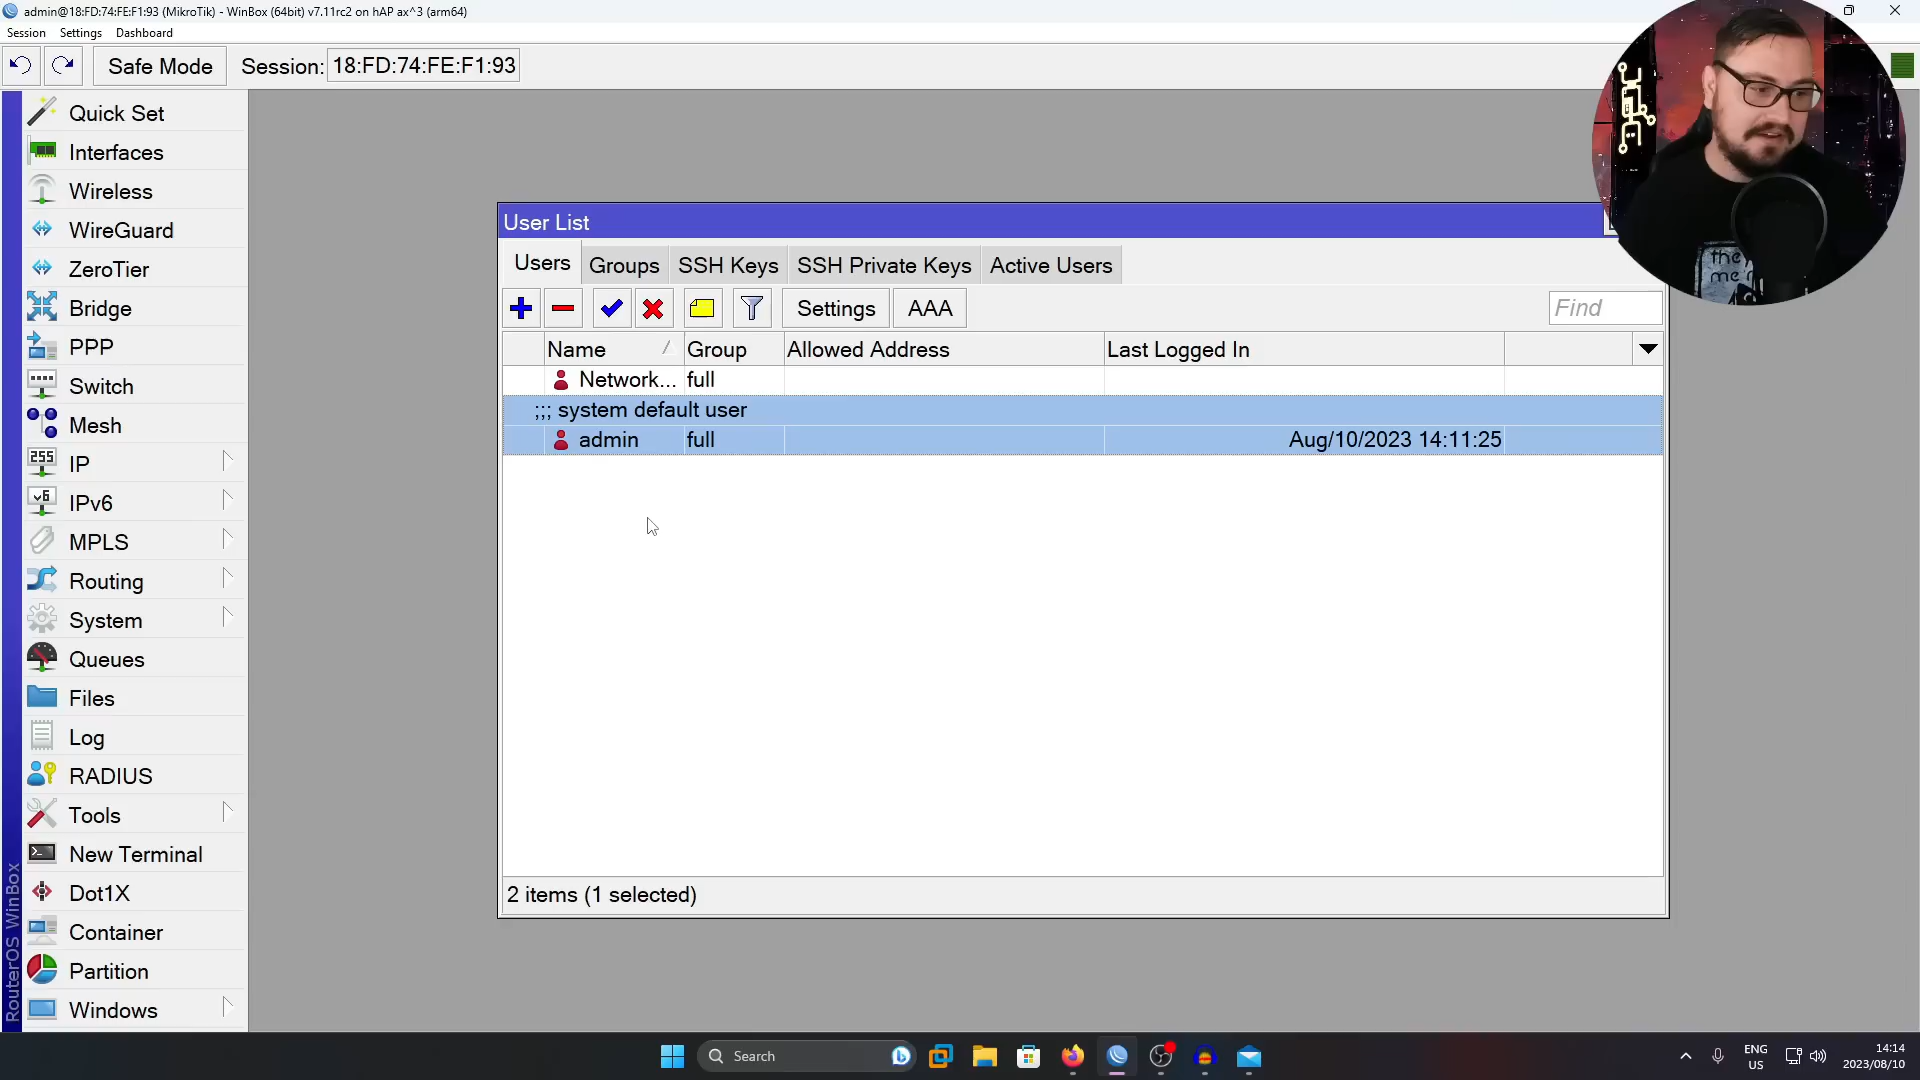 admin@18:FD:74:FE:F1:93 (MikroTik) - WinBox (64bit) v7.11rc2 on hAP ax^3 (arm64)
Session Settings Dashboard
Safe Mode Session: 18:FD:74:FE:F1:93
Quick Set
Interfaces
Wireless
WireGuard
ZeroTier
Bridge
PPP
Switch
Mesh
255
IP
v6
IPv6
MPLS
Routing
System
Queues
Files
Log
RADIUS
Tools
New Terminal
Dot1X
Container
Partition
Windows
RouterOS WinBox
User List
Users Groups SSH Keys SSH Private Keys Active Users
Settings AAA Find
Name Group Allowed Address Last Logged In
Network... full
;;; system default user
admin full Aug/10/2023 14:11:25
2 items (1 selected)
the
me
Search
ENG
US
14:14
2023/08/10